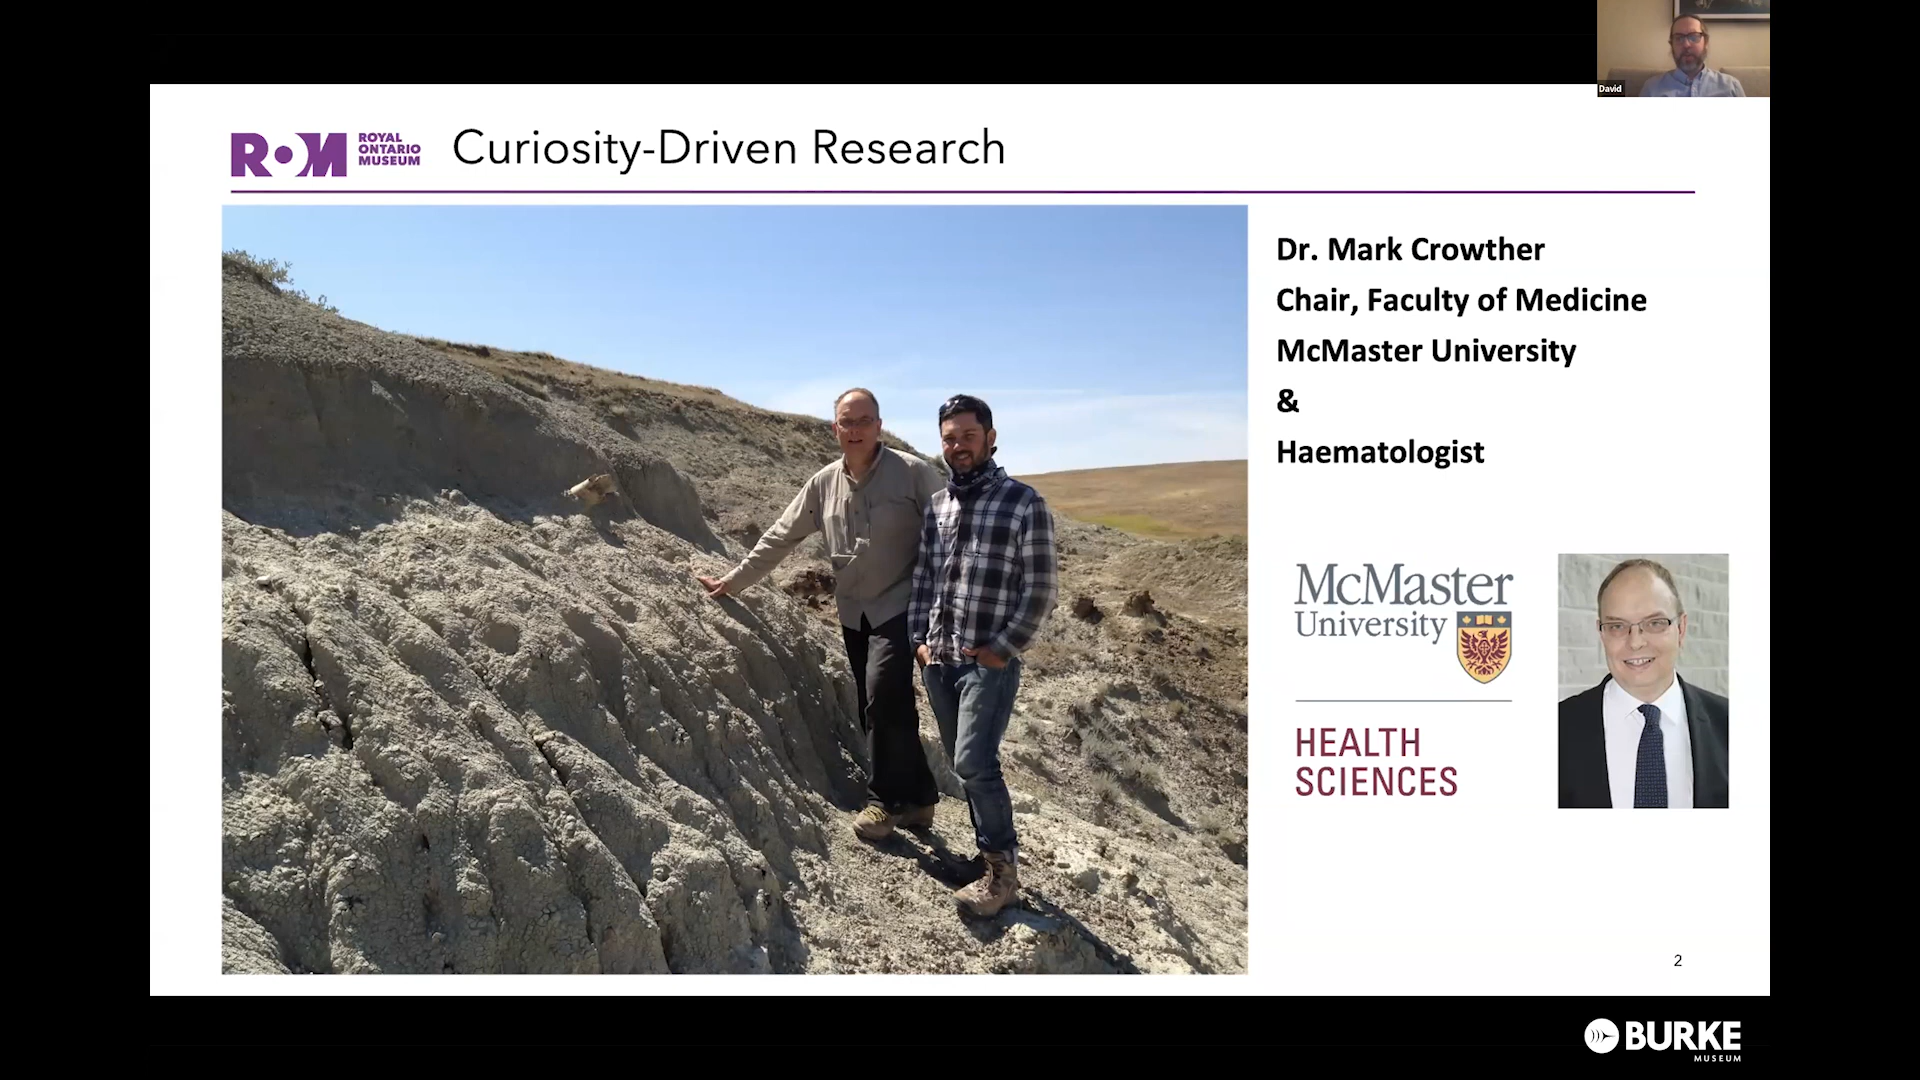 David
ROM
ROYAL
ONTARIO
MUSEUM
Curiosity-Driven Research
Dr. Mark Crowther
Chair, Faculty of Medicine
McMaster University
&
Haematologist
McMaster
University
HEALTH
SCIENCES
2
BURKE
MUSEUM